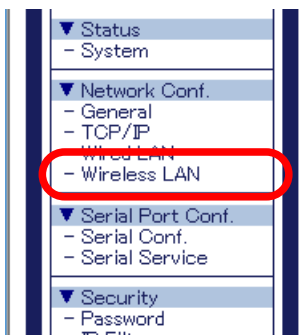 ▼ Status
- System
▼ Network Conf.
- General
- TCP/IP
- Wired LAN
- Wireless LAN
▼ Serial Port Conf.
- Serial Conf.
- Serial Service
▼ Security
- Password